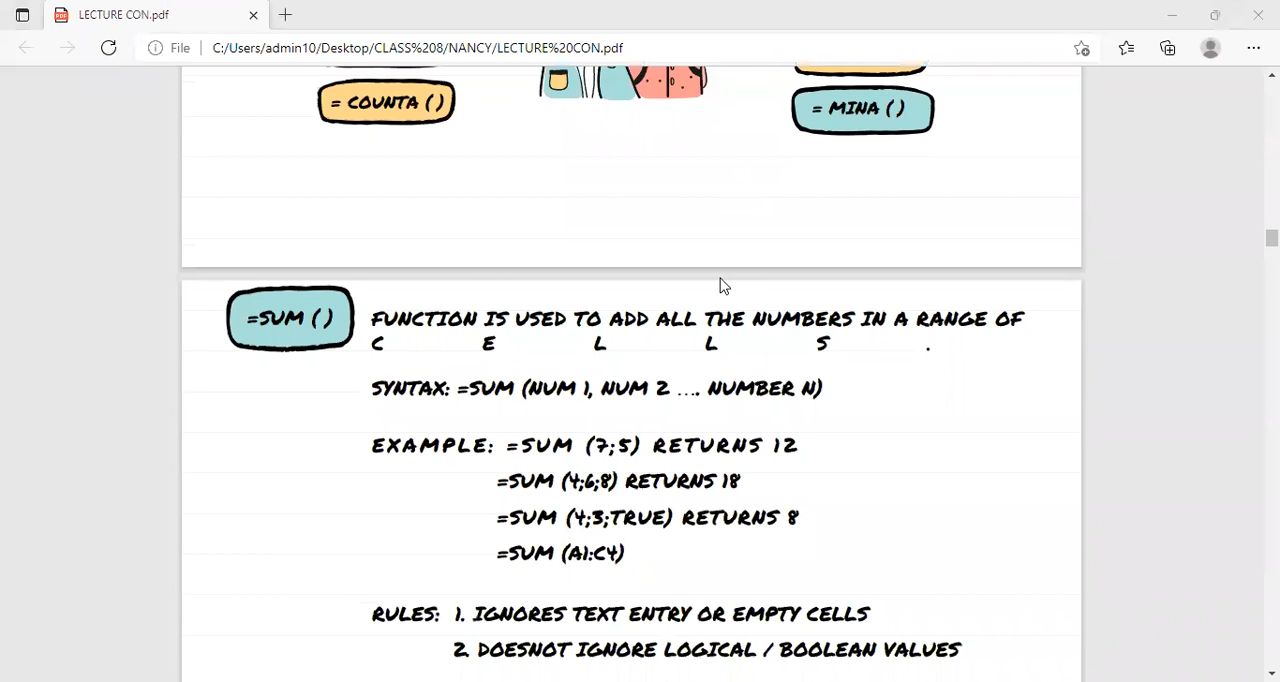 LECTURE CON.pdf
File
C:/Users/admin10/Desktop/CLASS%208/NANCY/LECTURE%20CON.pdf
= COUNTA ( )
= MINA ( )
=SUM ( )
FUNCTION IS USED TO ADD ALL THE NUMBERS IN A RANGE OF
C E L L S .
SYNTAX: =SUM (NUM 1, NUM 2 .... NUMBER N)
EXAMPLE: =SUM (7;5) RETURNS 12
=SUM (4;6;8) RETURNS 18
=SUM (4;3;TRUE) RETURNS 8
=SUM (A1:C4)
RULES: 1. IGNORES TEXT ENTRY OR EMPTY CELLS
2. DOESNOT IGNORE LOGICAL / BOOLEAN VALUES